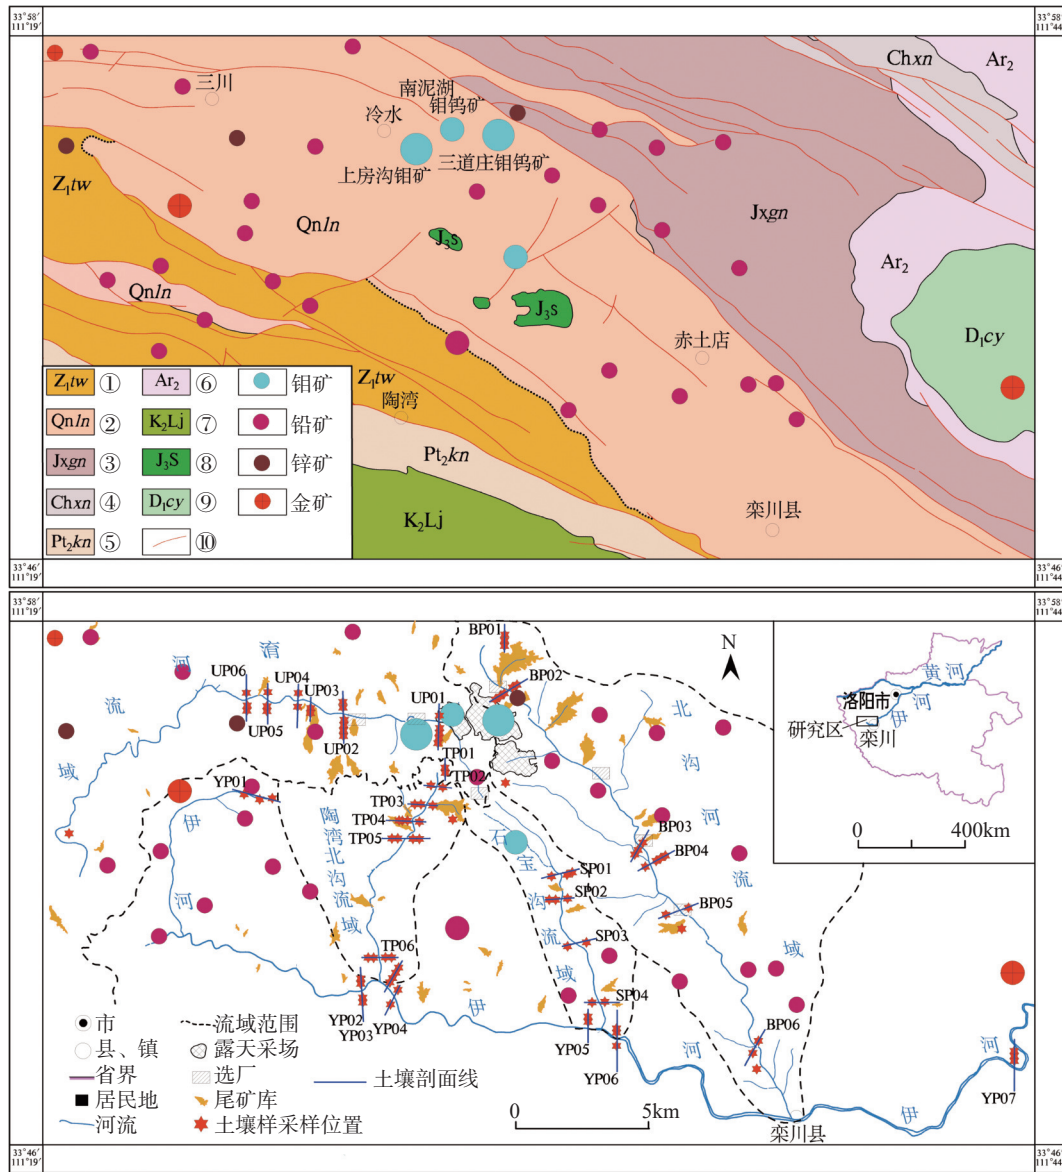 33°58′
111°19′
33°58′
111°44′
Chxn
Ar₂
三川
南泥湖
钼钨矿
冷水
上房沟钼矿
三道庄钼钨矿
Z₁tw
Qnln
Jxgn
J₃s
Ar₂
Qnln
J₃s
D₁cy
赤土店
Z₁tw
陶湾
Pt₂kn
K₂Lj
栾川县
Z₁tw ① Ar₂ ⑥ 钼矿
Qnln ② K₂Lj ⑦ 铅矿
Jxgn ③ J₃S ⑧ 锌矿
Chxn ④ D₁cy ⑨ 金矿
Pt₂kn ⑤ ⑩
33°46′
111°19′
33°46′
111°44′
33°58′
111°19′
33°58′
111°44′
BP01
N
河 淯
UP06 UP04
UP03
UP01
BP02
流
UP05
UP02
北
域
YP01
TP01
TP02
沟
TP03
TP04
TP05
伊
陶
湾
北
沟
流
域
石
宝
沟
流
域
河
BP03
BP04
SP01
SP02
河
BP05
流
SP03
域
TP06
SP04
YP02
YP03
YP04
伊
YP05
YP06
BP06
河
河
YP07
伊
栾川县
黄河
洛阳市
伊
河
研究区
栾川
0 400km
市 流域范围
县、镇 露天采场
省界 选厂 土壤剖面线
居民地 尾矿库
河流 土壤样采样位置
0 5km
33°46′
111°19′
33°46′
111°44′